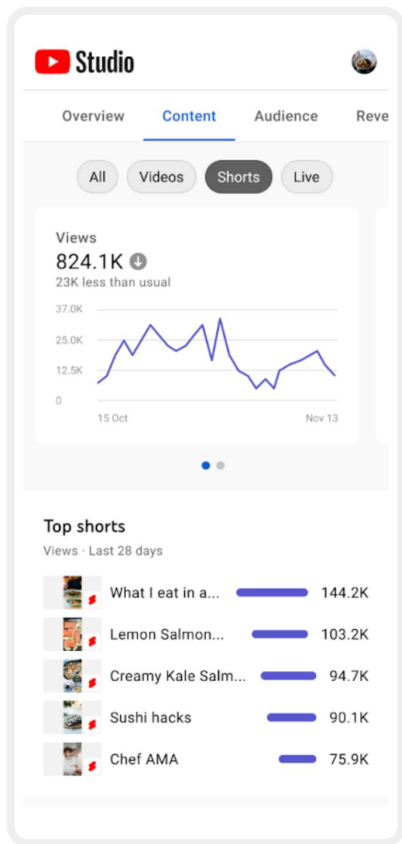 Studio
Overview Content Audience Reve
All Videos Shorts Live
Views
824.1K
23K less than usual
37.0K
25.0K
12.5K
0
15 Oct Nov 13
Top shorts
Views · Last 28 days
What I eat in a... 144.2K
Lemon Salmon... 103.2K
Creamy Kale Salm... 94.7K
Sushi hacks 90.1K
Chef AMA 75.9K